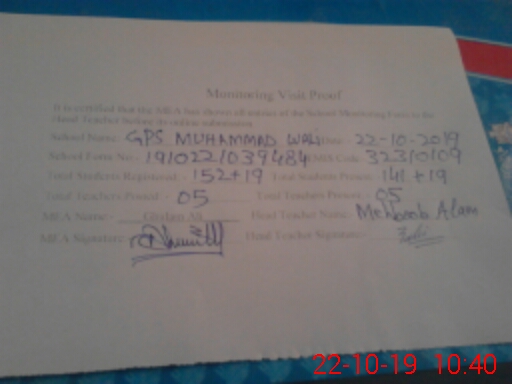 Monitoring Visit Proof
It is certified that the MEA has shown all entries of the School Monitoring Form to the
Head Teacher before its online submission.
School Name: GPS MUHAMMAD WALI Date: 22-10-2019
School Form No: 1910221039484 EMIS Code: 32310109
Total Students Registered: 152+19 Total Students Present: 141+19
Total Teachers Posted: 05 Total Teachers Present: 05
MEA Name: Head Teacher Name: Mehboob Alam
MEA Signature: Head Teacher Signature:
22-10-19 10:40